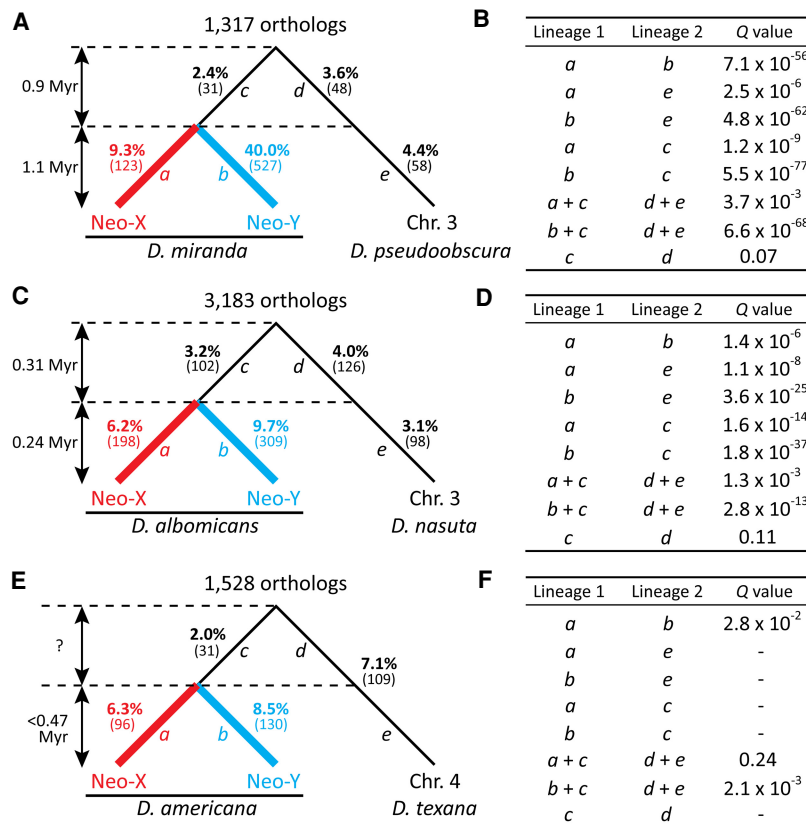 A
1,317 orthologs
0.9 Myr
2.4%
(31)
c
d
3.6%
(48)
1.1 Myr
9.3%
(123)
a
b
40.0%
(527)
e
4.4%
(58)
Neo-X
Neo-Y
Chr. 3
D. miranda
D. pseudoobscura
B
Lineage 1 Lineage 2 Q value
a b 7.1 x 10⁻⁵⁶
a e 2.5 x 10⁻⁶
b e 4.8 x 10⁻⁶²
a c 1.2 x 10⁻⁹
b c 5.5 x 10⁻⁷⁷
a + c d + e 3.7 x 10⁻³
b + c d + e 6.6 x 10⁻⁶⁸
c d 0.07
C
3,183 orthologs
0.31 Myr
3.2%
(102)
c
d
4.0%
(126)
0.24 Myr
6.2%
(198)
a
b
9.7%
(309)
e
3.1%
(98)
Neo-X
Neo-Y
Chr. 3
D. albomicans
D. nasuta
D
Lineage 1 Lineage 2 Q value
a b 1.4 x 10⁻⁶
a e 1.1 x 10⁻⁸
b e 3.6 x 10⁻²⁵
a c 1.6 x 10⁻¹⁴
b c 1.8 x 10⁻³⁷
a + c d + e 1.3 x 10⁻³
b + c d + e 2.8 x 10⁻¹³
c d 0.11
E
1,528 orthologs
?
2.0%
(31)
c
d
7.1%
(109)
<0.47
Myr
6.3%
(96)
a
b
8.5%
(130)
e
Neo-X
Neo-Y
Chr. 4
D. americana
D. texana
F
Lineage 1 Lineage 2 Q value
a b 2.8 x 10⁻²
a e -
b e -
a c -
b c -
a + c d + e 0.24
b + c d + e 2.1 x 10⁻³
c d -